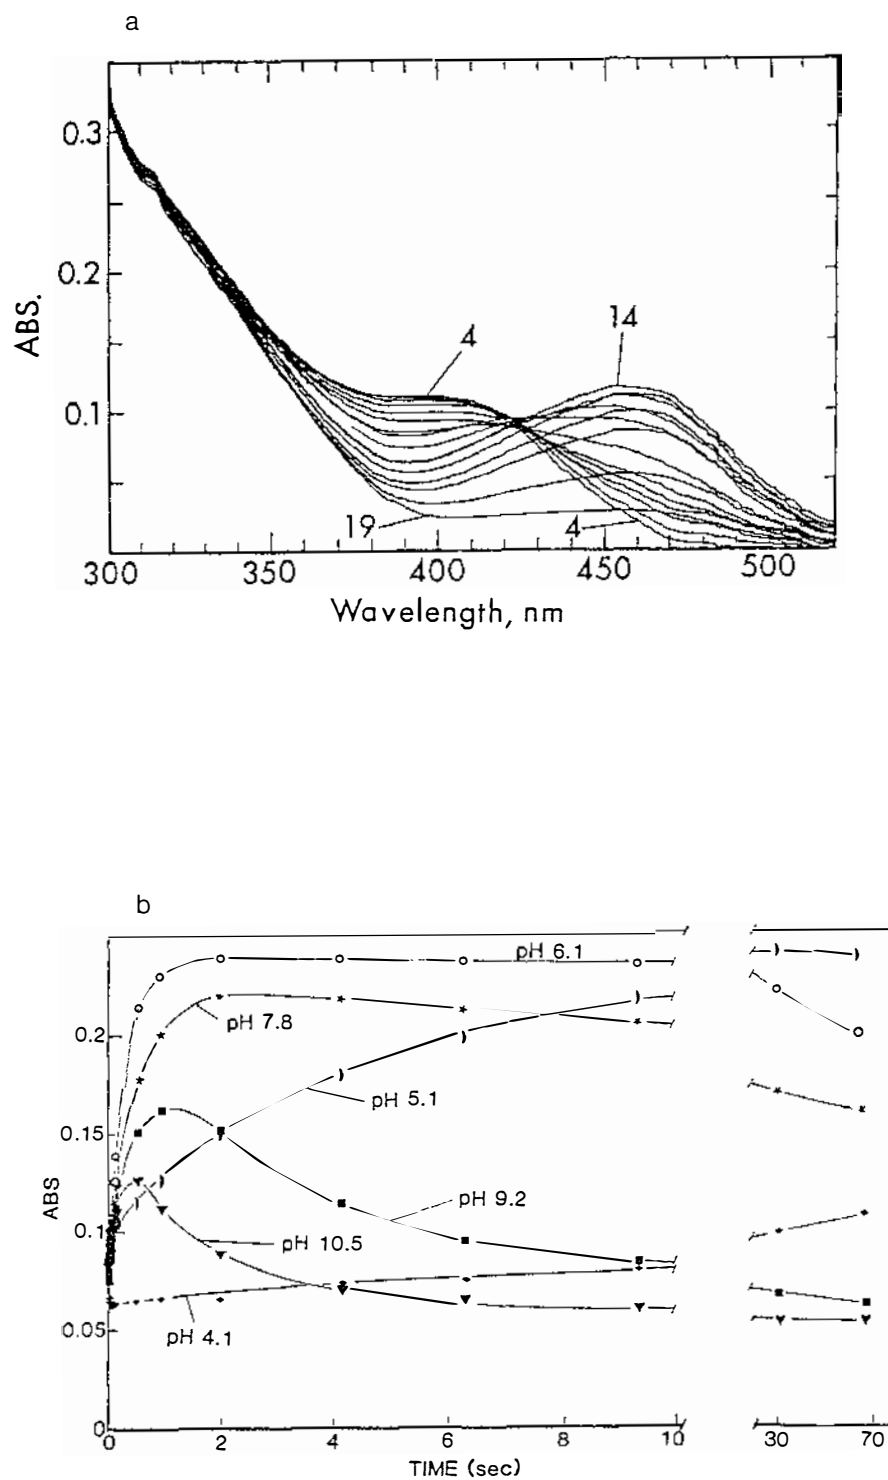 a
0.3
0.2
0.1
ABS.
4
14
19
4
300 350 400 450 500
Wavelength, nm
b
pH 6.1
0.2
pH 7.8
pH 5.1
0.15
ABS
pH 9.2
0.1
pH 10.5
0.05
pH 4.1
0
0 2 4 6 8 10 30 70
TIME (sec)